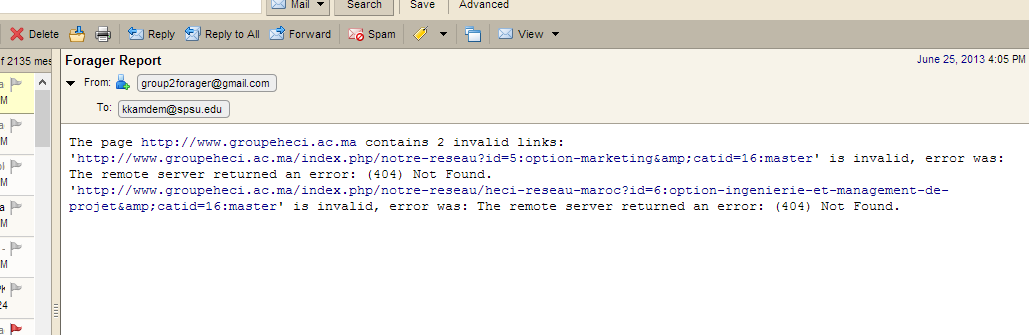 Mail Search Save Advanced
Delete Reply Reply to All Forward Spam View
f 2135 mes
Forager Report June 25, 2013 4:05 PM
From: group2forager@gmail.com
To: kkamdem@spsu.edu
The page http://www.groupeheci.ac.ma contains 2 invalid links:
'http://www.groupeheci.ac.ma/index.php/notre-reseau?id=5:option-marketing&amp;catid=16:master' is invalid, error was:
The remote server returned an error: (404) Not Found.
'http://www.groupeheci.ac.ma/index.php/notre-reseau/heci-reseau-maroc?id=6:option-ingenierie-et-management-de-
projet&amp;catid=16:master' is invalid, error was: The remote server returned an error: (404) Not Found.